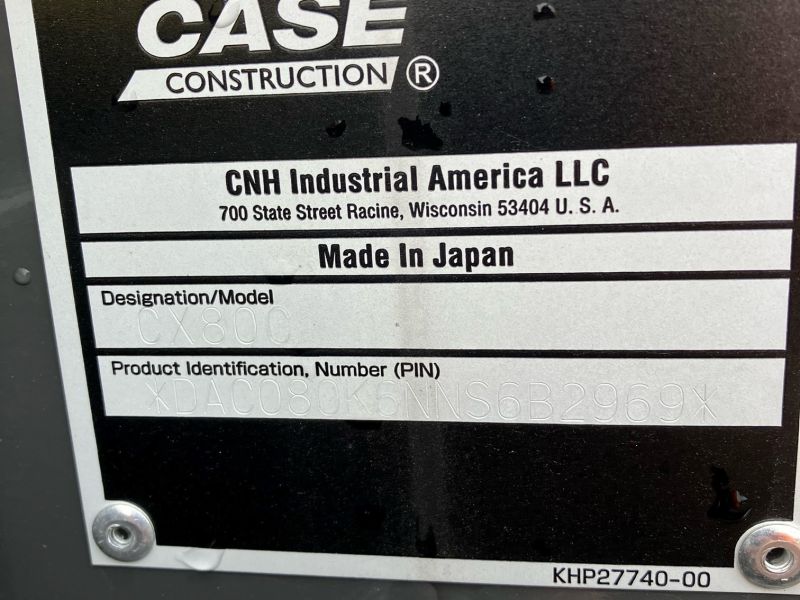 CASE
CONSTRUCTION ®
CNH Industrial America LLC
700 State Street Racine, Wisconsin 53404 U. S. A.
Made In Japan
Designation/Model
CX80C
Product Identification, Number (PIN)
*DAC080K6NNS6B2969*
KHP27740-00